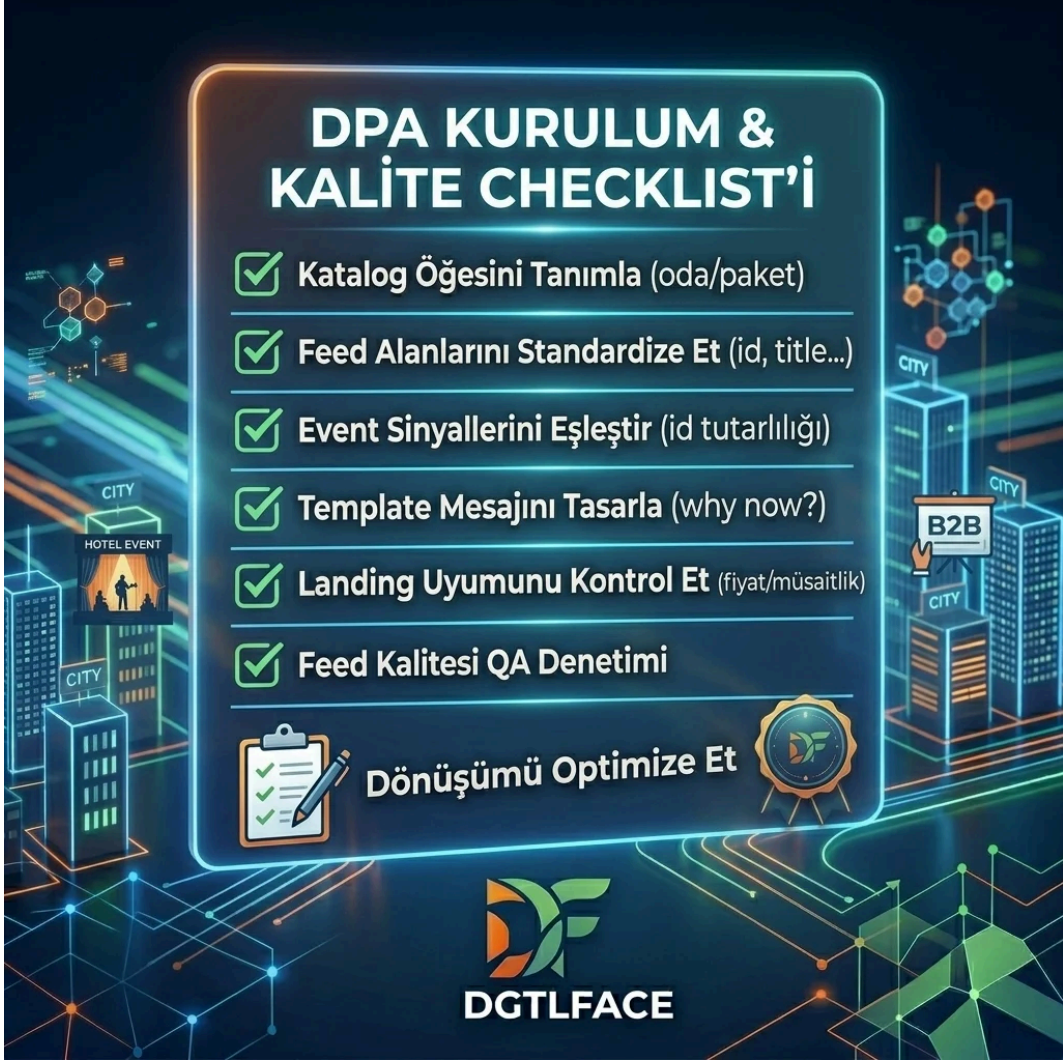 DPA KURULUM &
KALİTE CHECKLIST’İ
Katalog Öğesini Tanımla (oda/paket)
Feed Alanlarını Standardize Et (id, title...)
Event Sinyallerini Eşleştir (id tutarlılığı)
Template Mesajını Tasarla (why now?)
Landing Uyumunu Kontrol Et (fiyat/müsaitlik)
Feed Kalitesi QA Denetimi
Dönüşümü Optimize Et
DF
CITY
HOTEL EVENT
CITY
CITY
CITY
B2B
CITY
DF
DGTLFACE